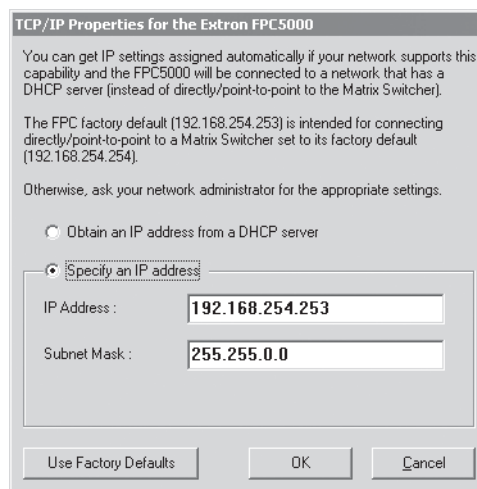 TCP/IP Properties for the Extron FPC5000
You can get IP settings assigned automatically if your network supports this
capability and the FPC5000 will be connected to a network that has a
DHCP server (instead of directly/point-to-point to the Matrix Switcher).
The FPC factory default (192.168.254.253) is intended for connecting
directly/point-to-point to a Matrix Switcher set to its factory default
(192.168.254.254).
Otherwise, ask your network administrator for the appropriate settings.
Obtain an IP address from a DHCP server
Specify an IP address
IP Address : 192.168.254.253
Subnet Mask : 255.255.0.0
Use Factory Defaults OK Cancel